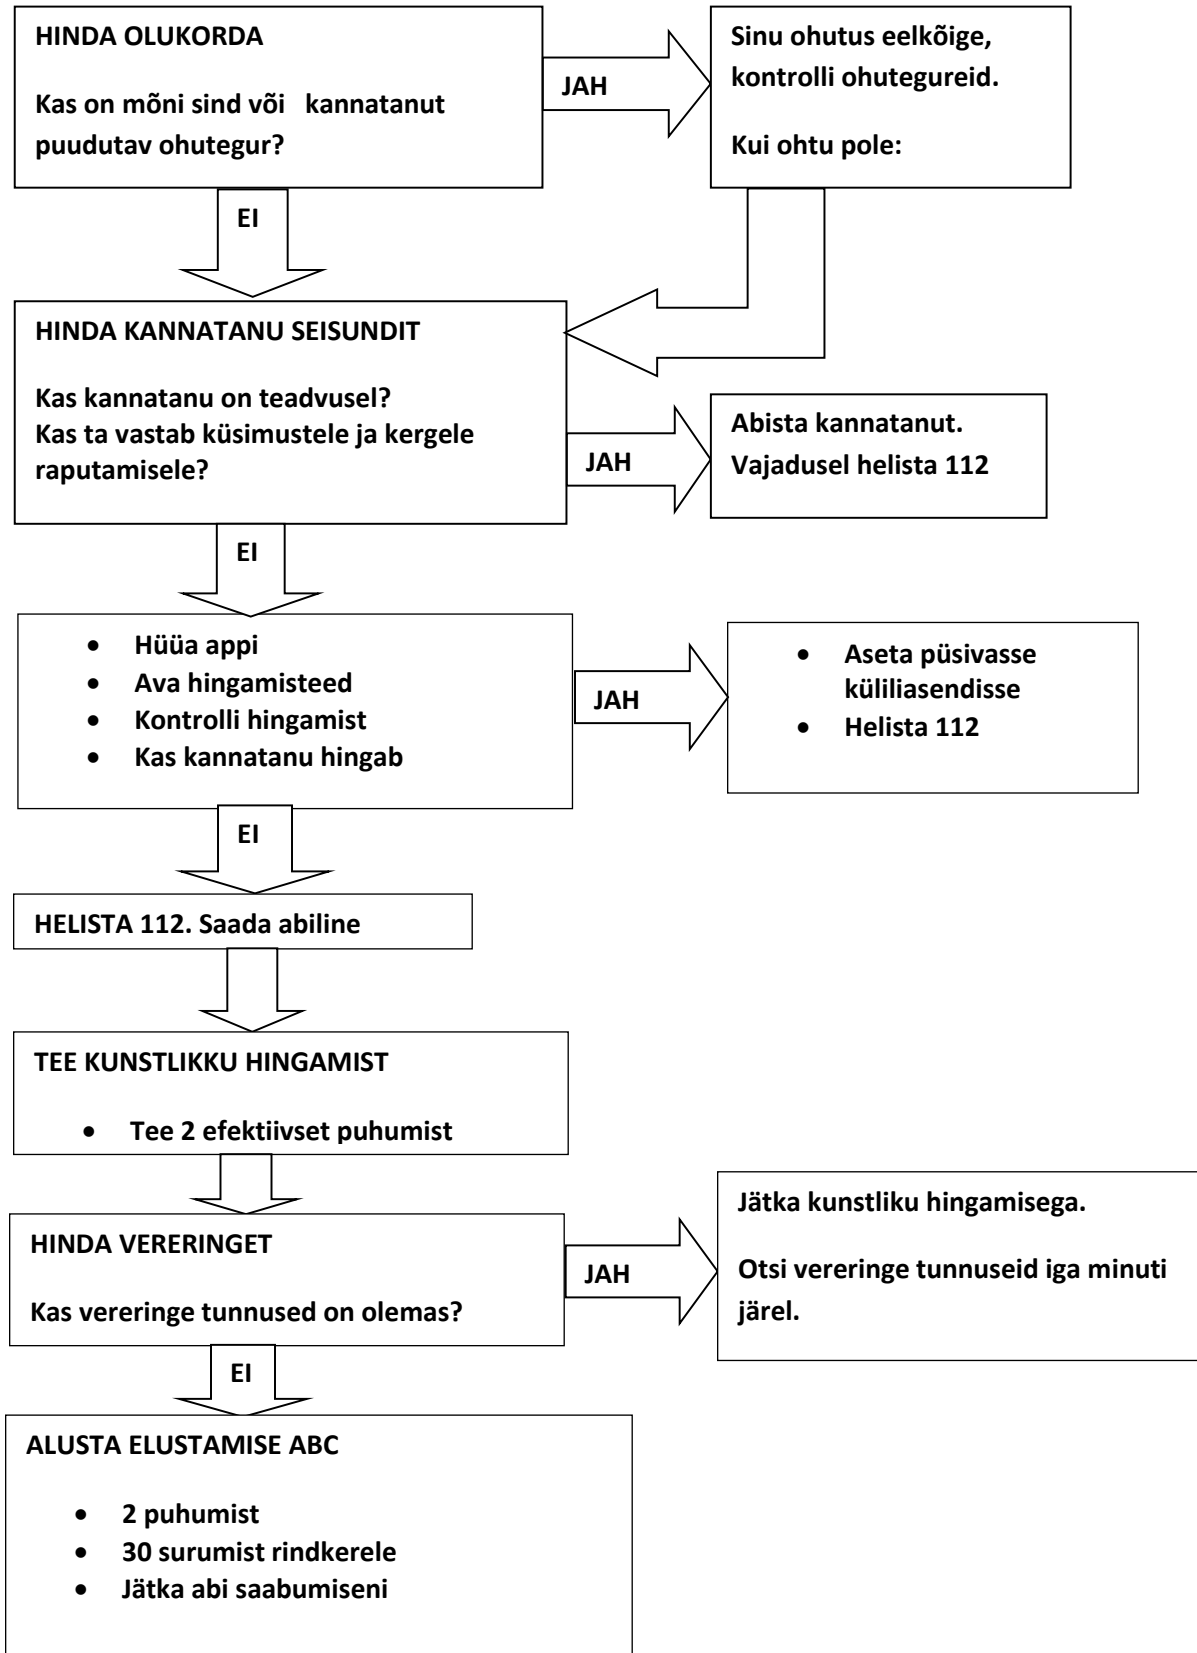 HINDA OLUKORDA
Kas on mõni sind või kannatanut
puudutav ohutegur?
JAH
Sinu ohutus eelkõige,
kontrolli ohutegureid.
Kui ohtu pole:
EI
HINDA KANNATANU SEISUNDIT
Kas kannatanu on teadvusel?
Kas ta vastab küsimustele ja kergele
raputamisele?
JAH
Abista kannatanut.
Vajadusel helista 112
EI
• Hüüa appi
• Ava hingamisteed
• Kontrolli hingamist
• Kas kannatanu hingab
JAH
• Aseta püsivasse
küliliasendisse
• Helista 112
EI
HELISTA 112. Saada abiline
TEE KUNSTLIKKU HINGAMIST
• Tee 2 efektiivset puhumist
HINDA VERERINGET
Kas vereringe tunnused on olemas?
JAH
Jätka kunstliku hingamisega.
Otsi vereringe tunnuseid iga minuti
järel.
EI
ALUSTA ELUSTAMISE ABC
• 2 puhumist
• 30 surumist rindkerele
• Jätka abi saabumiseni